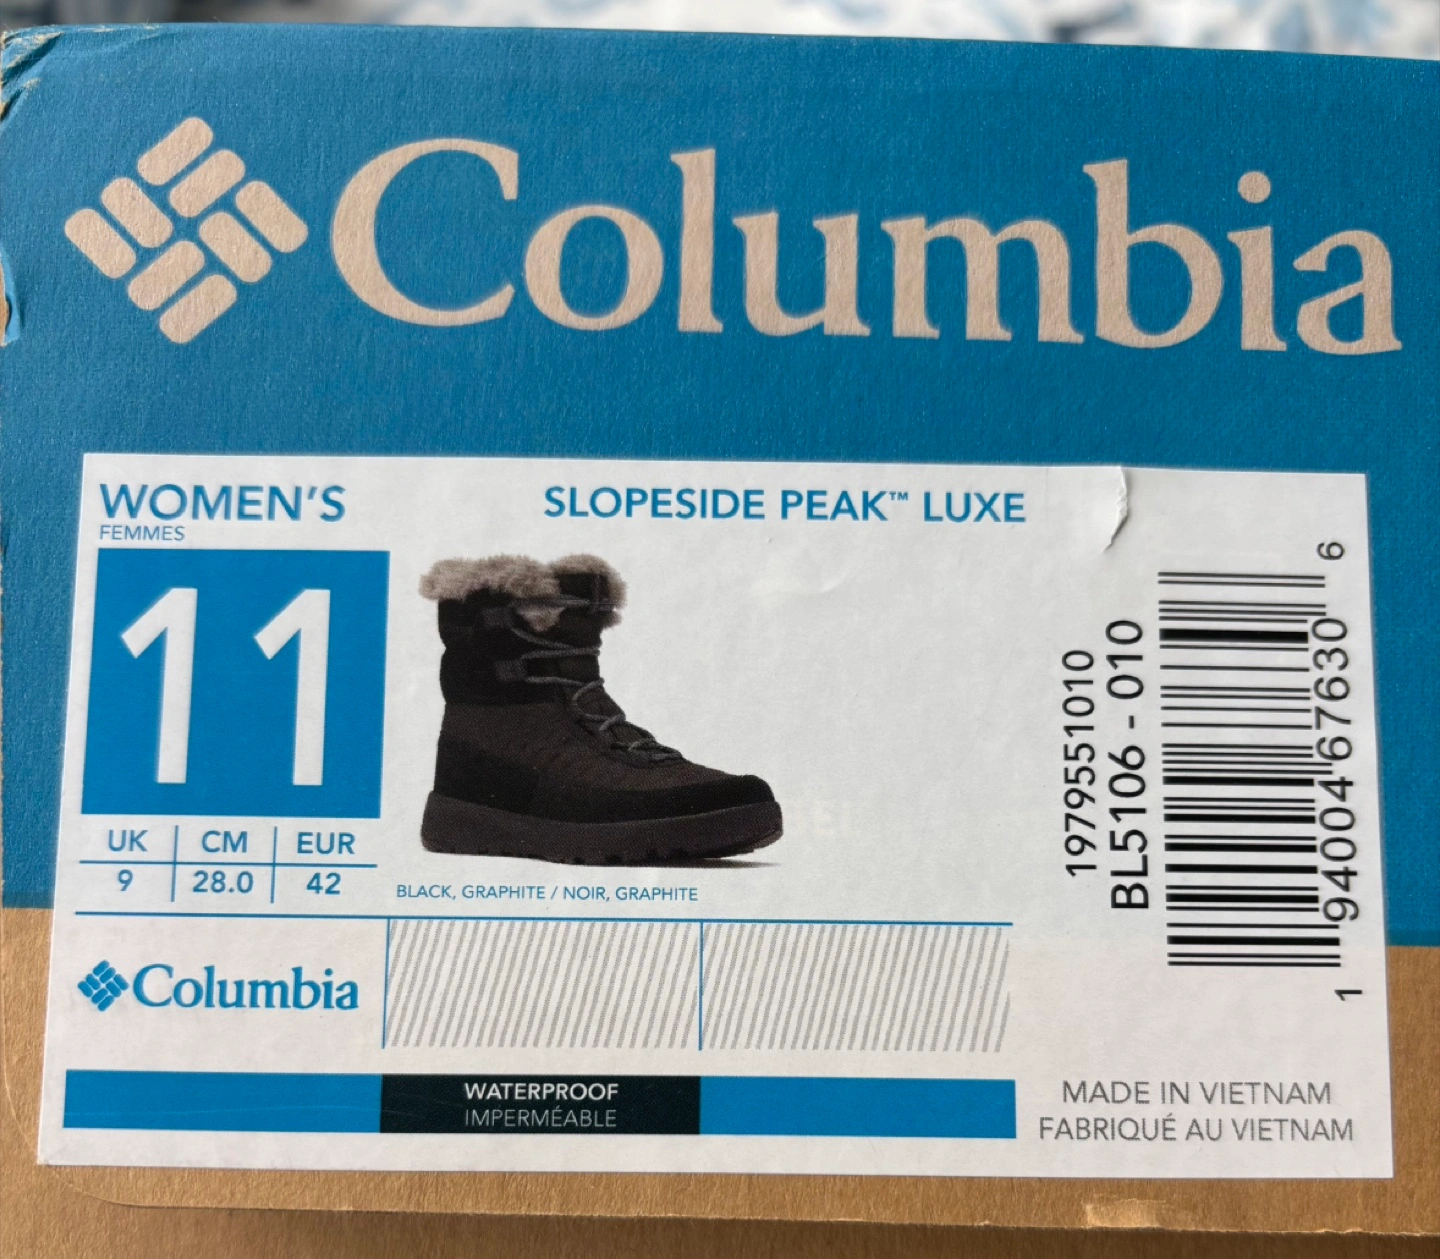 Columbia
WOMEN'S
FEMMES
SLOPESIDE PEAK™ LUXE
11
UK CM EUR
9 28.0 42
BLACK, GRAPHITE / NOIR, GRAPHITE
1979551010
BL5106 - 010
1 94004 67630 6
Columbia
WATERPROOF
IMPERMÉABLE
MADE IN VIETNAM
FABRIQUÉ AU VIETNAM